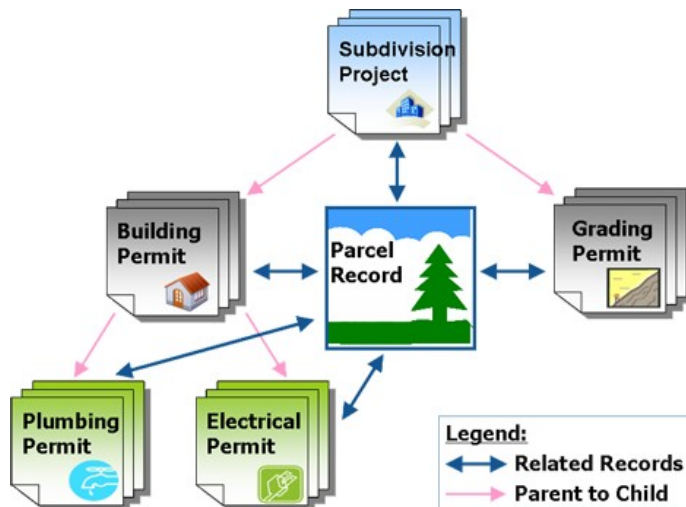 Subdivision
Project
Building
Permit
Parcel
Record
Grading
Permit
Plumbing
Permit
Electrical
Permit
Legend:
Related Records
Parent to Child